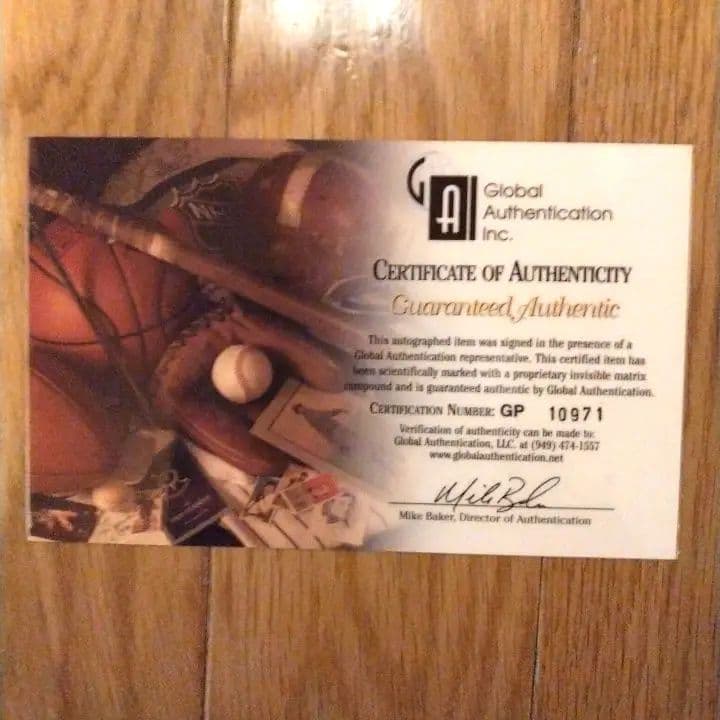 GAI
Global
Authentication
Inc.
CERTIFICATE OF AUTHENTICITY
Guaranteed Authentic
This autographed item was signed in the presence of a
Global Authentication representative. This certified item has
been scientifically marked with a proprietary invisible matrix
compound and is guaranteed authentic by Global Authentication.
CERTIFICATION NUMBER: GP 10971
Verification of authenticity can be made to:
Global Authentication, LLC. at (949) 474-1557
www.globalauthentication.net
Mike Baker, Director of Authentication